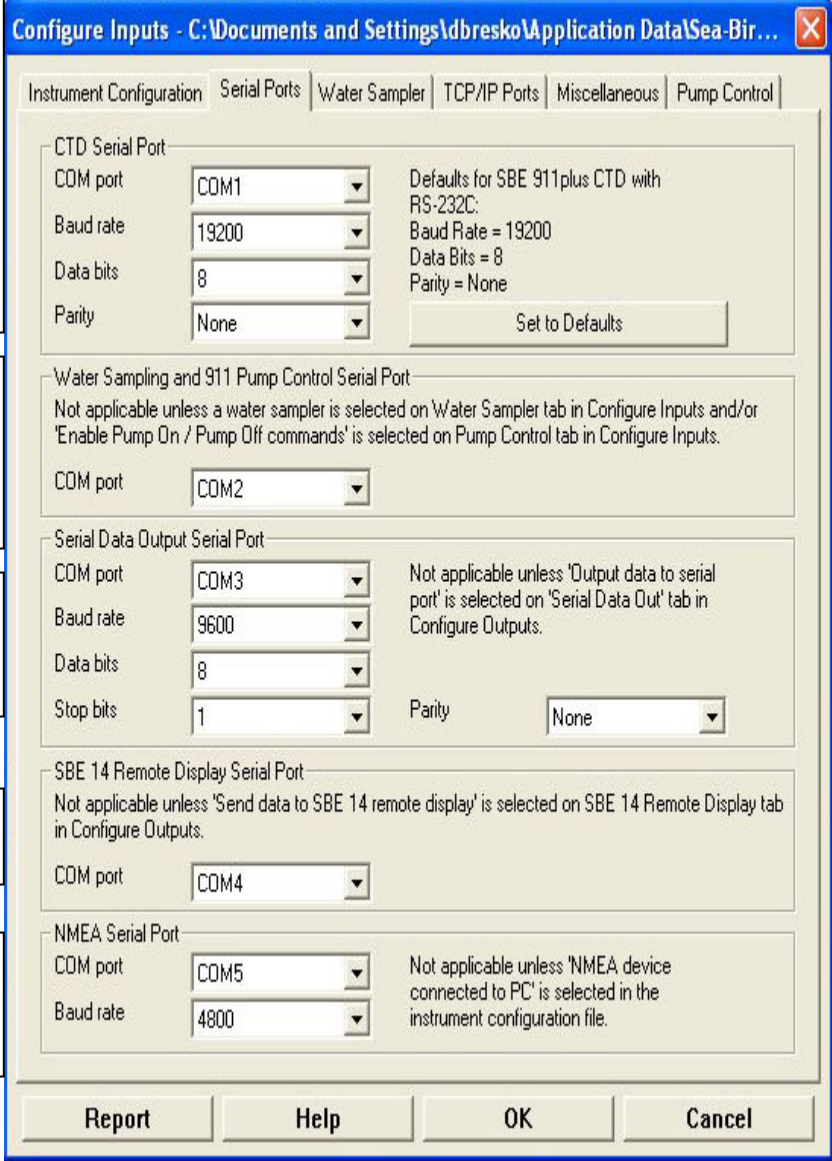 Configure Inputs - C:\Documents and Settings\dbresko\Application Data\Sea-Bir...
Instrument Configuration Serial Ports Water Sampler TCP/IP Ports Miscellaneous Pump Control
CTD Serial Port
COM port COM1
Baud rate 19200
Data bits 8
Parity None
Defaults for SBE 911plus CTD with
RS-232C:
Baud Rate = 19200
Data Bits = 8
Parity = None
Set to Defaults
Water Sampling and 911 Pump Control Serial Port
Not applicable unless a water sampler is selected on Water Sampler tab in Configure Inputs and/or
'Enable Pump On / Pump Off commands' is selected on Pump Control tab in Configure Inputs.
COM port COM2
Serial Data Output Serial Port
COM port COM3
Baud rate 9600
Data bits 8
Stop bits 1
Not applicable unless 'Output data to serial
port' is selected on 'Serial Data Out' tab in
Configure Outputs.
Parity None
SBE 14 Remote Display Serial Port
Not applicable unless 'Send data to SBE 14 remote display' is selected on SBE 14 Remote Display tab
in Configure Outputs.
COM port COM4
NMEA Serial Port
COM port COM5
Baud rate 4800
Not applicable unless 'NMEA device
connected to PC' is selected in the
instrument configuration file.
Report Help OK Cancel